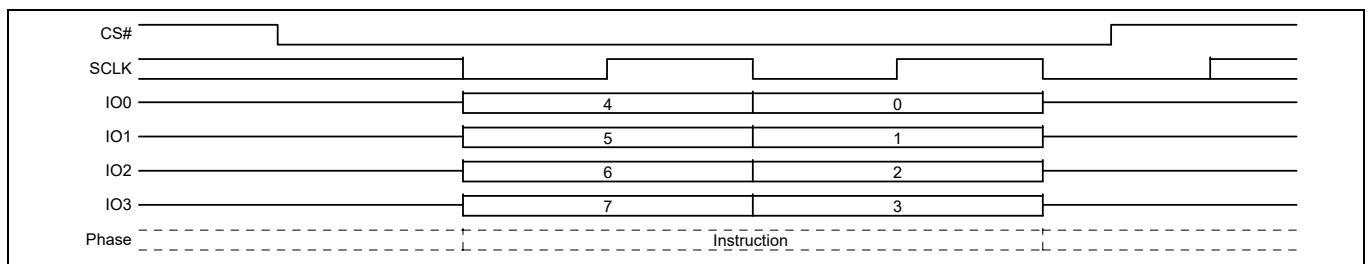 CS#
SCLK
IO0 4 0
IO1 5 1
IO2 6 2
IO3 7 3
Phase Instruction